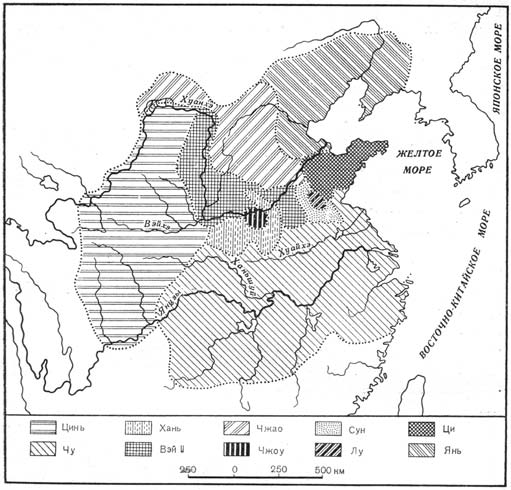 ЯПОНСКОЕ МОРЕ
Хуанхэ
ЖЕЛТОЕ
МОРЕ
Вэйхэ
Хуайхэ
Ханьшуй
Янцзы
ВОСТОЧНО-КИТАЙСКОЕ МОРЕ
Цинь Хань Чжао Сун Ци
Чу Вэй II Чжоу Лу Янь
250 0 250 500 км